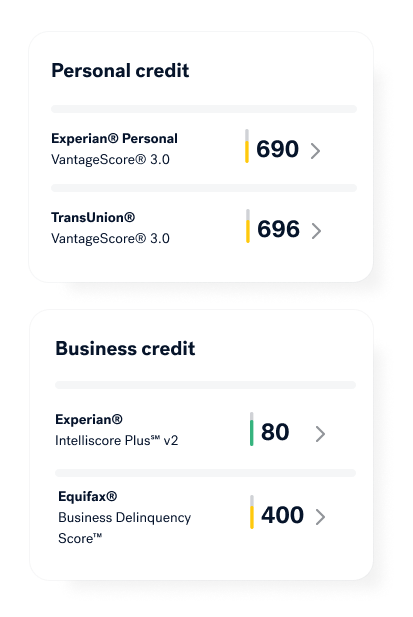 Personal credit
Experian® Personal
690
VantageScore® 3.0
TransUnion®
696
VantageScore® 3.0
Business credit
Experian®
80
Intelliscore Plus℠ v2
Equifax®
400
Business Delinquency
Score™